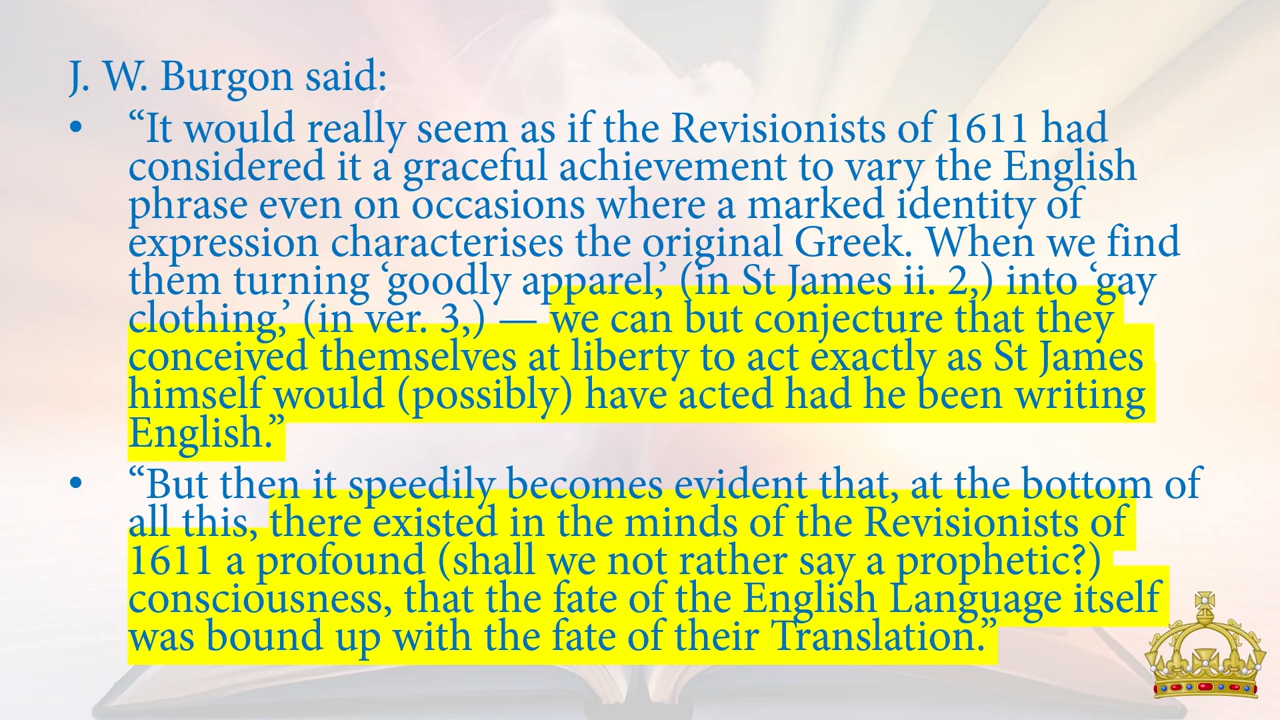 J. W. Burgon said:
• “It would really seem as if the Revisionists of 1611 had
considered it a graceful achievement to vary the English
phrase even on occasions where a marked identity of
expression characterises the original Greek. When we find
them turning ‘goodly apparel,’ (in St James ii. 2,) into ‘gay
clothing,’ (in ver. 3,) — we can but conjecture that they
conceived themselves at liberty to act exactly as St James
himself would (possibly) have acted had he been writing
English.”
• “But then it speedily becomes evident that, at the bottom of
all this, there existed in the minds of the Revisionists of
1611 a profound (shall we not rather say a prophetic?)
consciousness, that the fate of the English Language itself
was bound up with the fate of their Translation.”